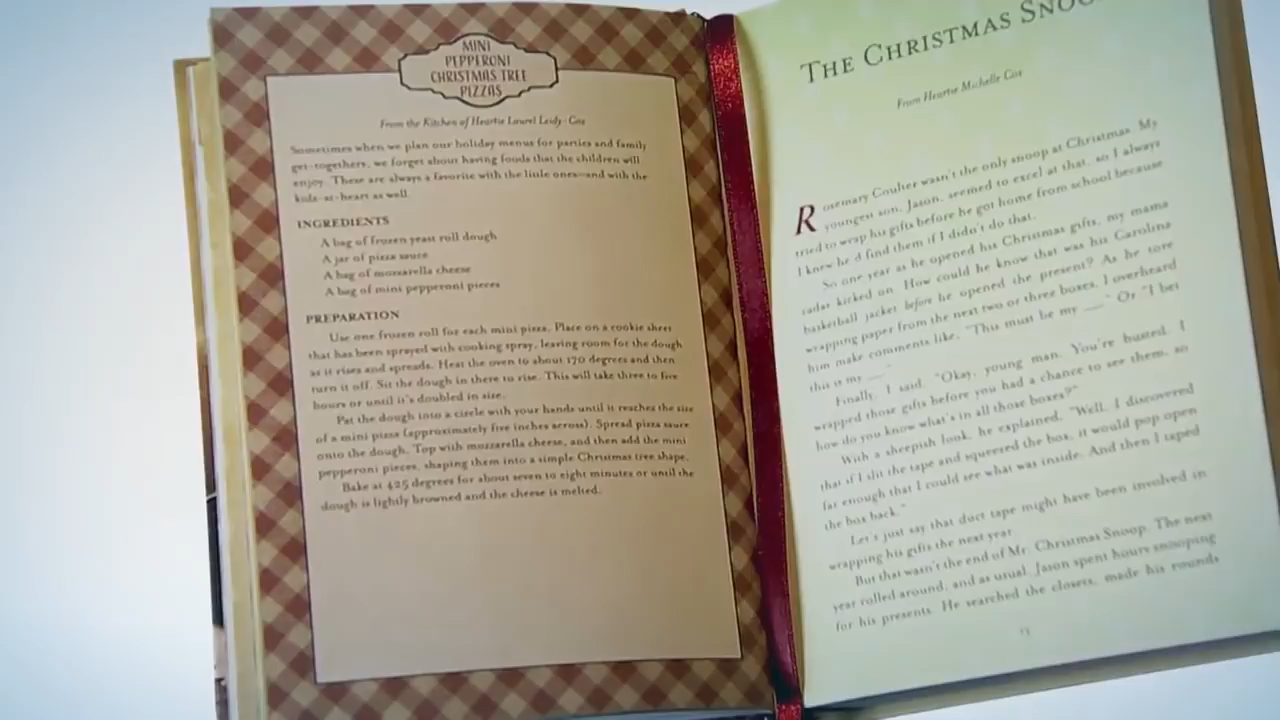 MINI
PEPPERONI
CHRISTMAS TREE
PIZZAS
From the Kitchen of Heartie Laurel Leidy-Cox
Sometimes when we plan our holiday menus for parties and family
get-togethers, we forget about having foods that the children will
enjoy. These are always a favorite with the little ones—and with the
kids-at-heart as well.
INGREDIENTS
A bag of frozen yeast roll dough
A jar of pizza sauce
A bag of mozzarella cheese
A bag of mini pepperoni pieces
PREPARATION
Use one frozen roll for each mini pizza. Place on a cookie sheet
that has been sprayed with cooking spray, leaving room for the dough
as it rises and spreads. Heat the oven to about 170 degrees and then
turn it off. Sit the dough in there to rise. This will take three to five
hours or until it's doubled in size.
Pat the dough into a circle with your hands until it reaches the size
of a mini pizza (approximately five inches across). Spread pizza sauce
onto the dough. Top with mozzarella cheese, and then add the mini
pepperoni pieces, shaping them into a simple Christmas tree shape.
Bake at 425 degrees for about seven to eight minutes or until the
dough is lightly browned and the cheese is melted.
THE CHRISTMAS SNOO
From Heartie Michelle Cox
Rosemary Coulter wasn't the only snoop at Christmas. My
youngest son, Jason, seemed to excel at that, so I always
tried to wrap his gifts before he got home from school because
I knew he'd find them if I didn't do that.
So one year as he opened his Christmas gifts, my mama
radar kicked on. How could he know that was his Carolina
basketball jacket before he opened the present? As he tore
wrapping paper from the next two or three boxes, I overheard
him make comments like, "This must be my ___." Or "I bet
this is my ___."
Finally, I said, "Okay, young man. You're busted. I
wrapped those gifts before you had a chance to see them, so
how do you know what's in all those boxes?"
With a sheepish look, he explained, "Well, I discovered
that if I slit the tape and squeezed the box, it would pop open
far enough that I could see what was inside. And then I taped
the box back."
Let's just say that duct tape might have been involved in
wrapping his gifts the next year.
But that wasn't the end of Mr. Christmas Snoop. The next
year rolled around, and as usual, Jason spent hours snooping
for his presents. He searched the closets, made his rounds